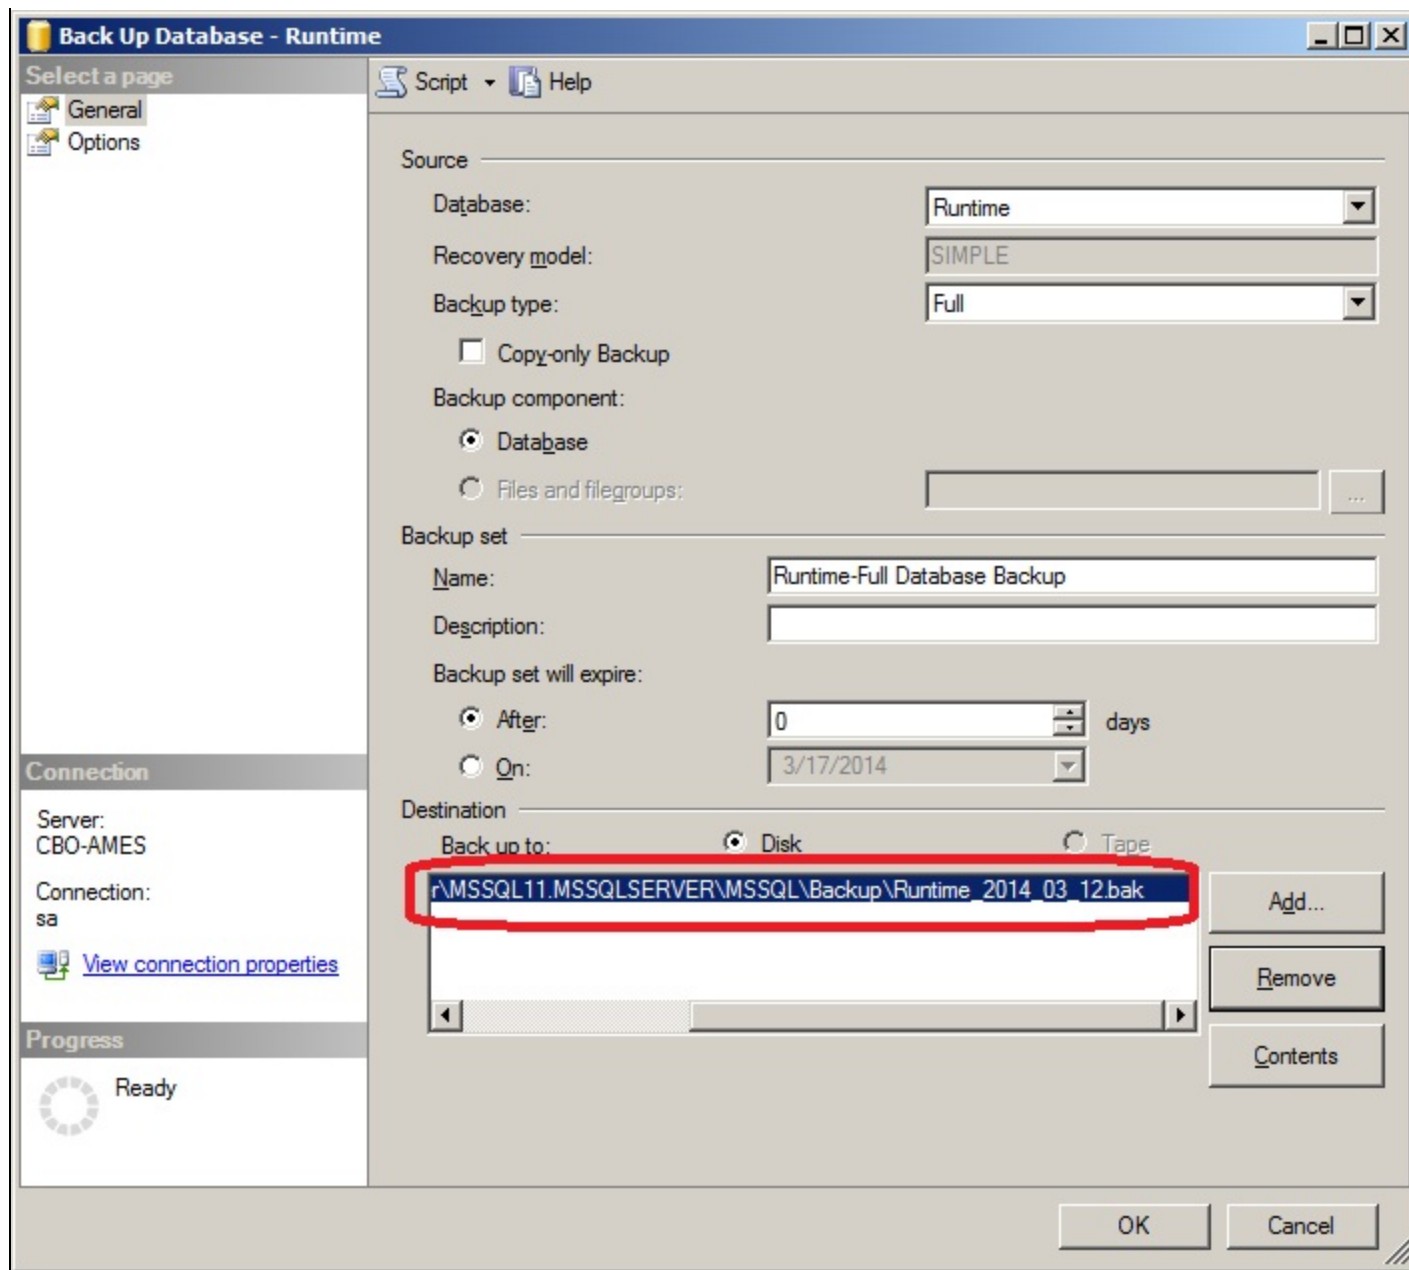 Back Up Database - Runtime
Select a page
General
Options
Script Help
Source
Database: Runtime
Recovery model: SIMPLE
Backup type: Full
Copy-only Backup
Backup component:
Database
Files and filegroups: ...
Backup set
Name: Runtime-Full Database Backup
Description:
Backup set will expire:
After: 0 days
On: 3/17/2014
Destination
Back up to: Disk Tape
r\MSSQL11.MSSQLSERVER\MSSQL\Backup\Runtime_2014_03_12.bak
Add...
Remove
Contents
Connection
Server:
CBO-AMES
Connection:
sa
View connection properties
Progress
Ready
OK Cancel